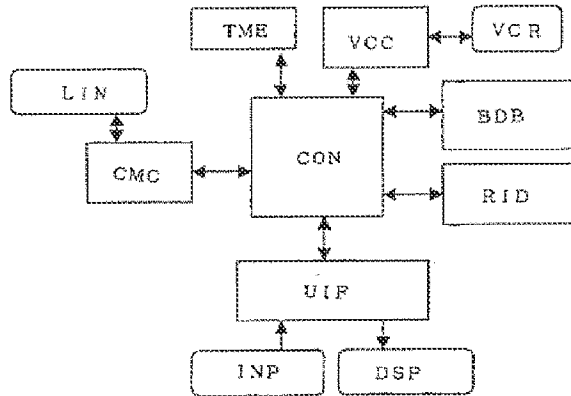 TME
VCC
VCR
LIN
BDB
CON
CMC
RID
UIF
INP
DSP